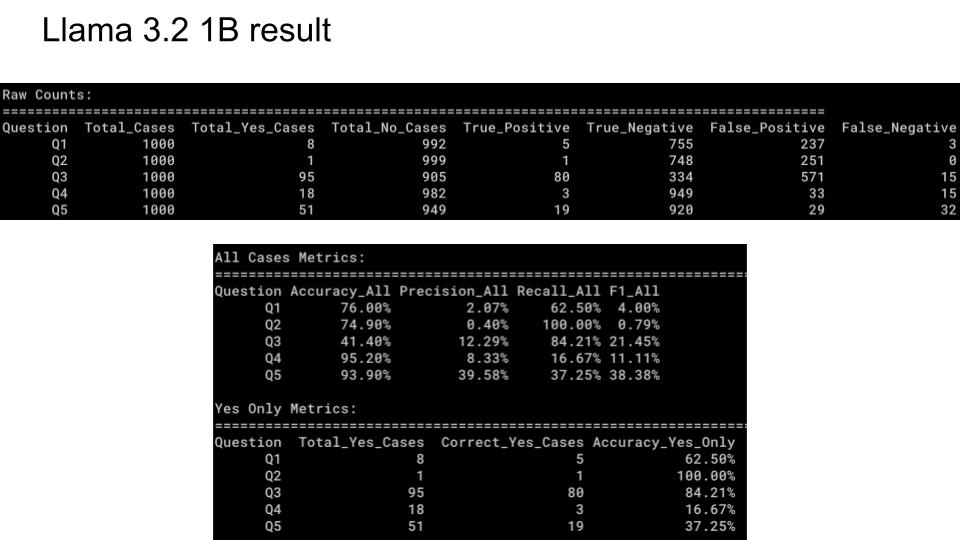 Llama 3.2 1B result
Raw Counts:
==================================================================================================
Question Total_Cases Total_Yes_Cases Total_No_Cases True_Positive True_Negative False_Positive False_Negative
Q1 1000 8 992 5 755 237 3
Q2 1000 1 999 1 748 251 0
Q3 1000 95 905 80 334 571 15
Q4 1000 18 982 3 949 33 15
Q5 1000 51 949 19 920 29 32
All Cases Metrics:
================================================================
Question Accuracy_All Precision_All Recall_All F1_All
Q1 76.00% 2.07% 62.50% 4.00%
Q2 74.90% 0.40% 100.00% 0.79%
Q3 41.40% 12.29% 84.21% 21.45%
Q4 95.20% 8.33% 16.67% 11.11%
Q5 93.90% 39.58% 37.25% 38.38%
Yes Only Metrics:
================================================================
Question Total_Yes_Cases Correct_Yes_Cases Accuracy_Yes_Only
Q1 8 5 62.50%
Q2 1 1 100.00%
Q3 95 80 84.21%
Q4 18 3 16.67%
Q5 51 19 37.25%